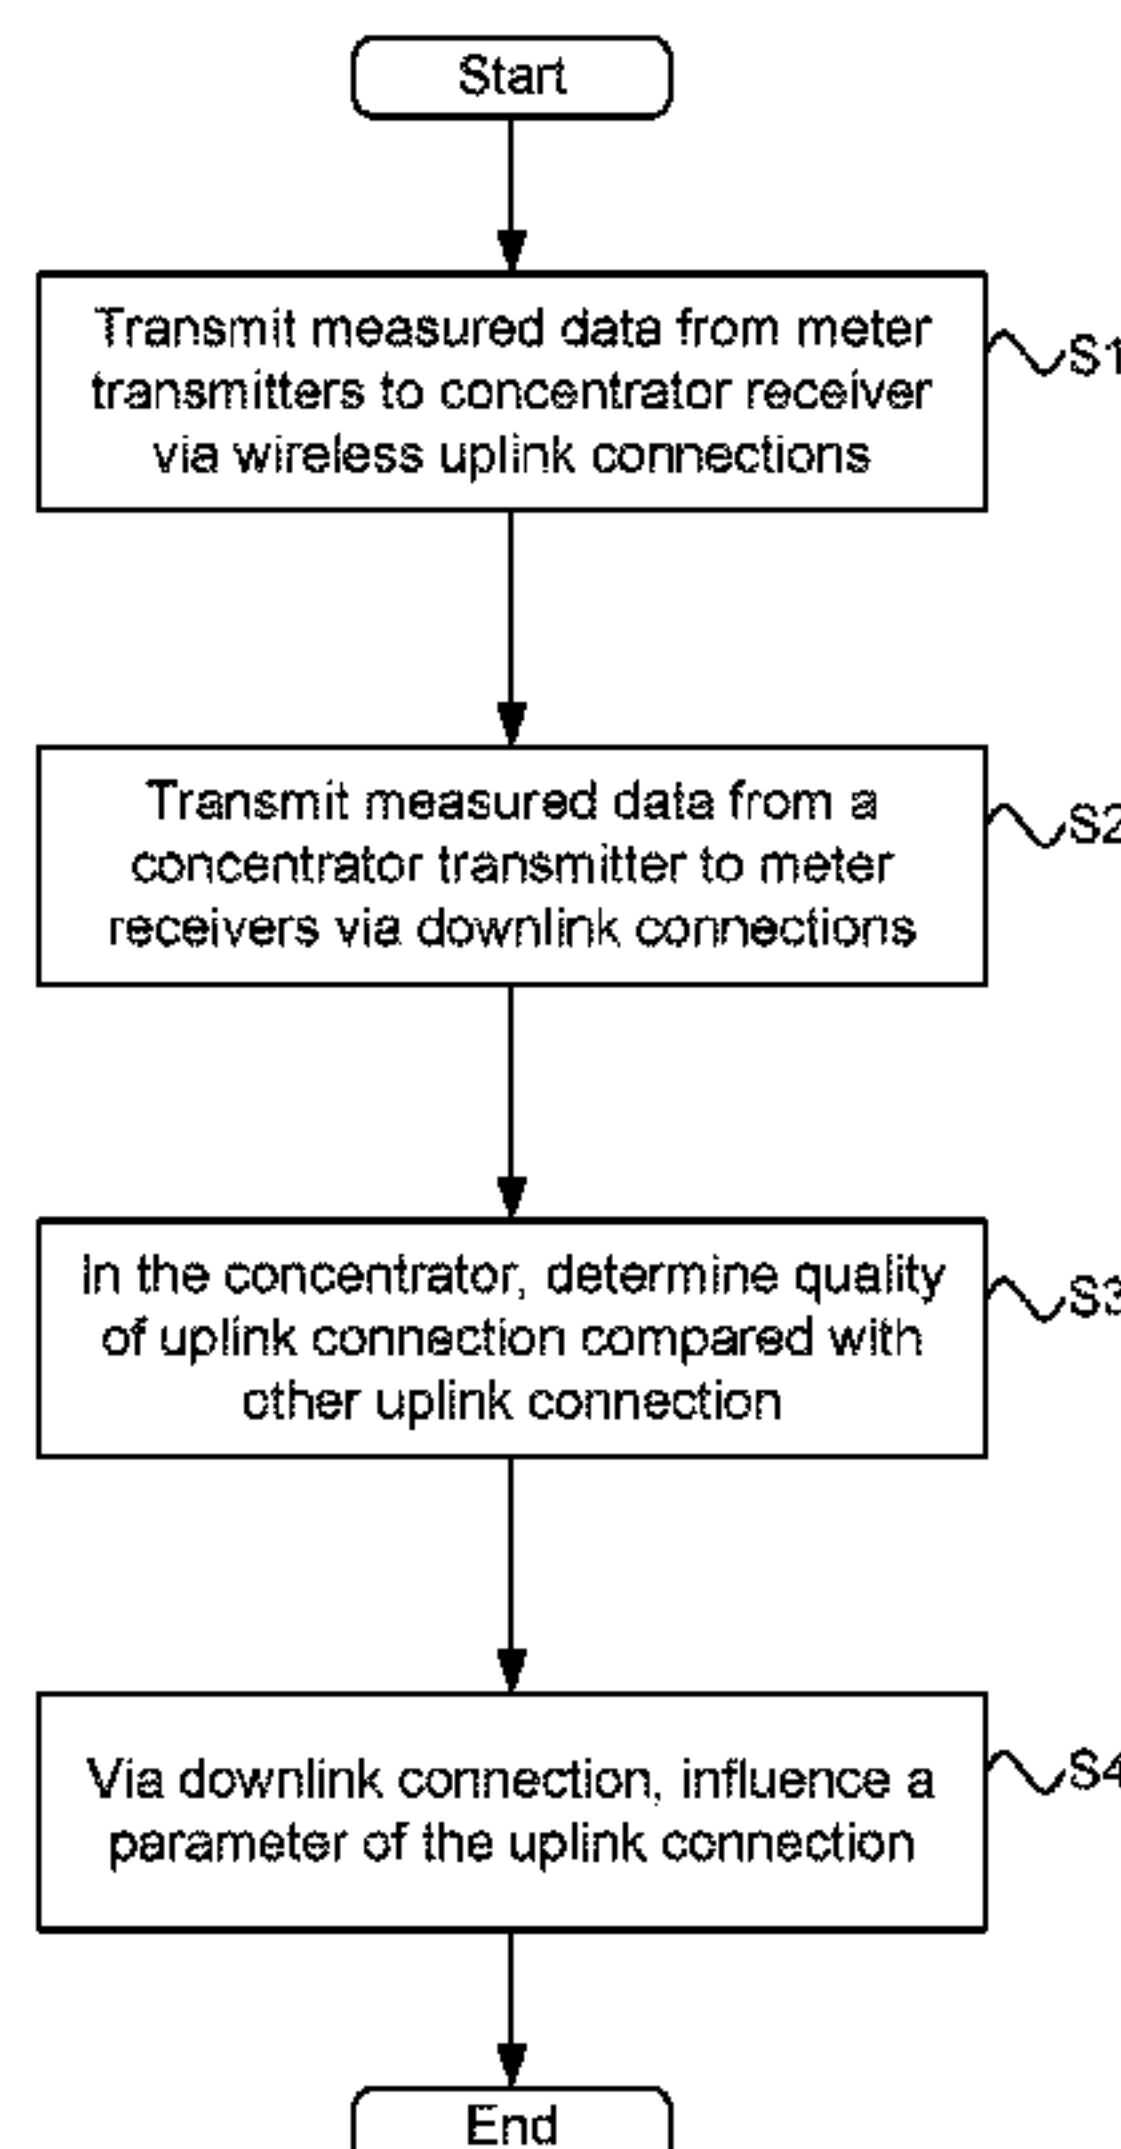 Start
Transmit measured data from meter
transmitters to concentrator receiver
via wireless uplink connections
S1
Transmit measured data from a
concentrator transmitter to meter
receivers via downlink connections
S2
In the concentrator, determine quality
of uplink connection compared with
other uplink connection
S3
Via downlink connection, influence a
parameter of the uplink connection
S4
End